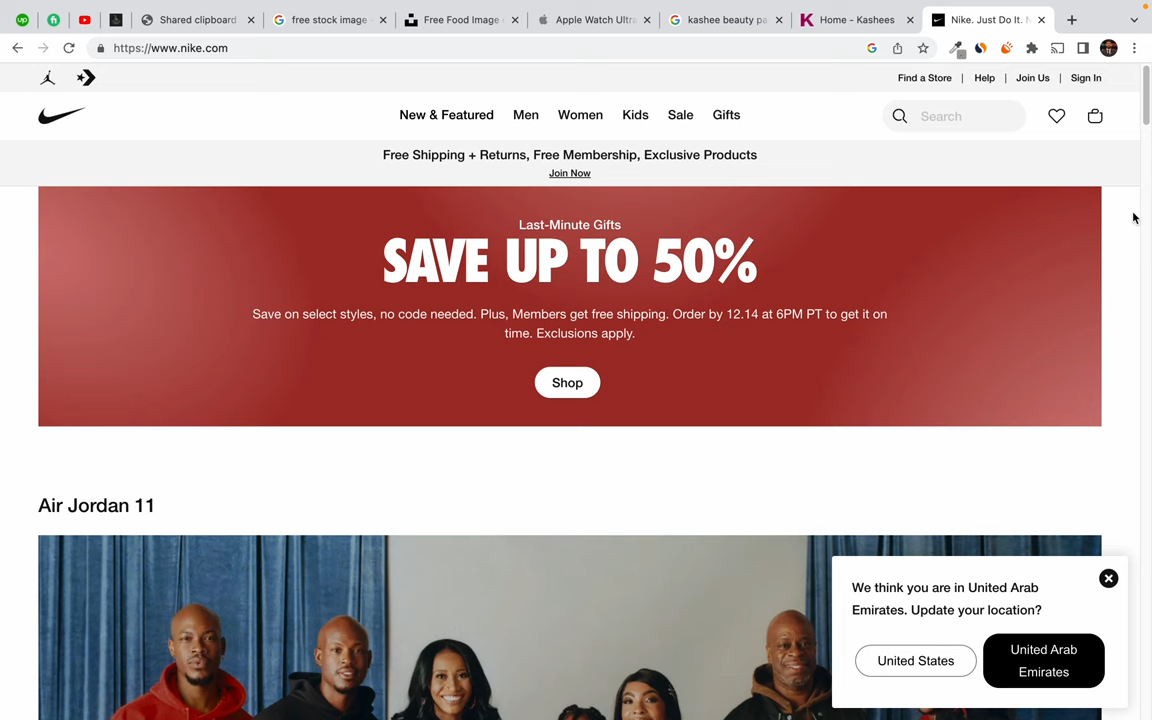 Shared clipboard
free stock image
Free Food Image
Apple Watch Ultra
kashee beauty pa
Home - Kashees
Nike. Just Do It. N
https://www.nike.com
Find a Store | Help | Join Us | Sign In
New & Featured Men Women Kids Sale Gifts
Search
Free Shipping + Returns, Free Membership, Exclusive Products
Join Now
Last-Minute Gifts
SAVE UP TO 50%
Save on select styles, no code needed. Plus, Members get free shipping. Order by 12.14 at 6PM PT to get it on
time. Exclusions apply.
Shop
Air Jordan 11
We think you are in United Arab
Emirates. Update your location?
United States
United Arab
Emirates